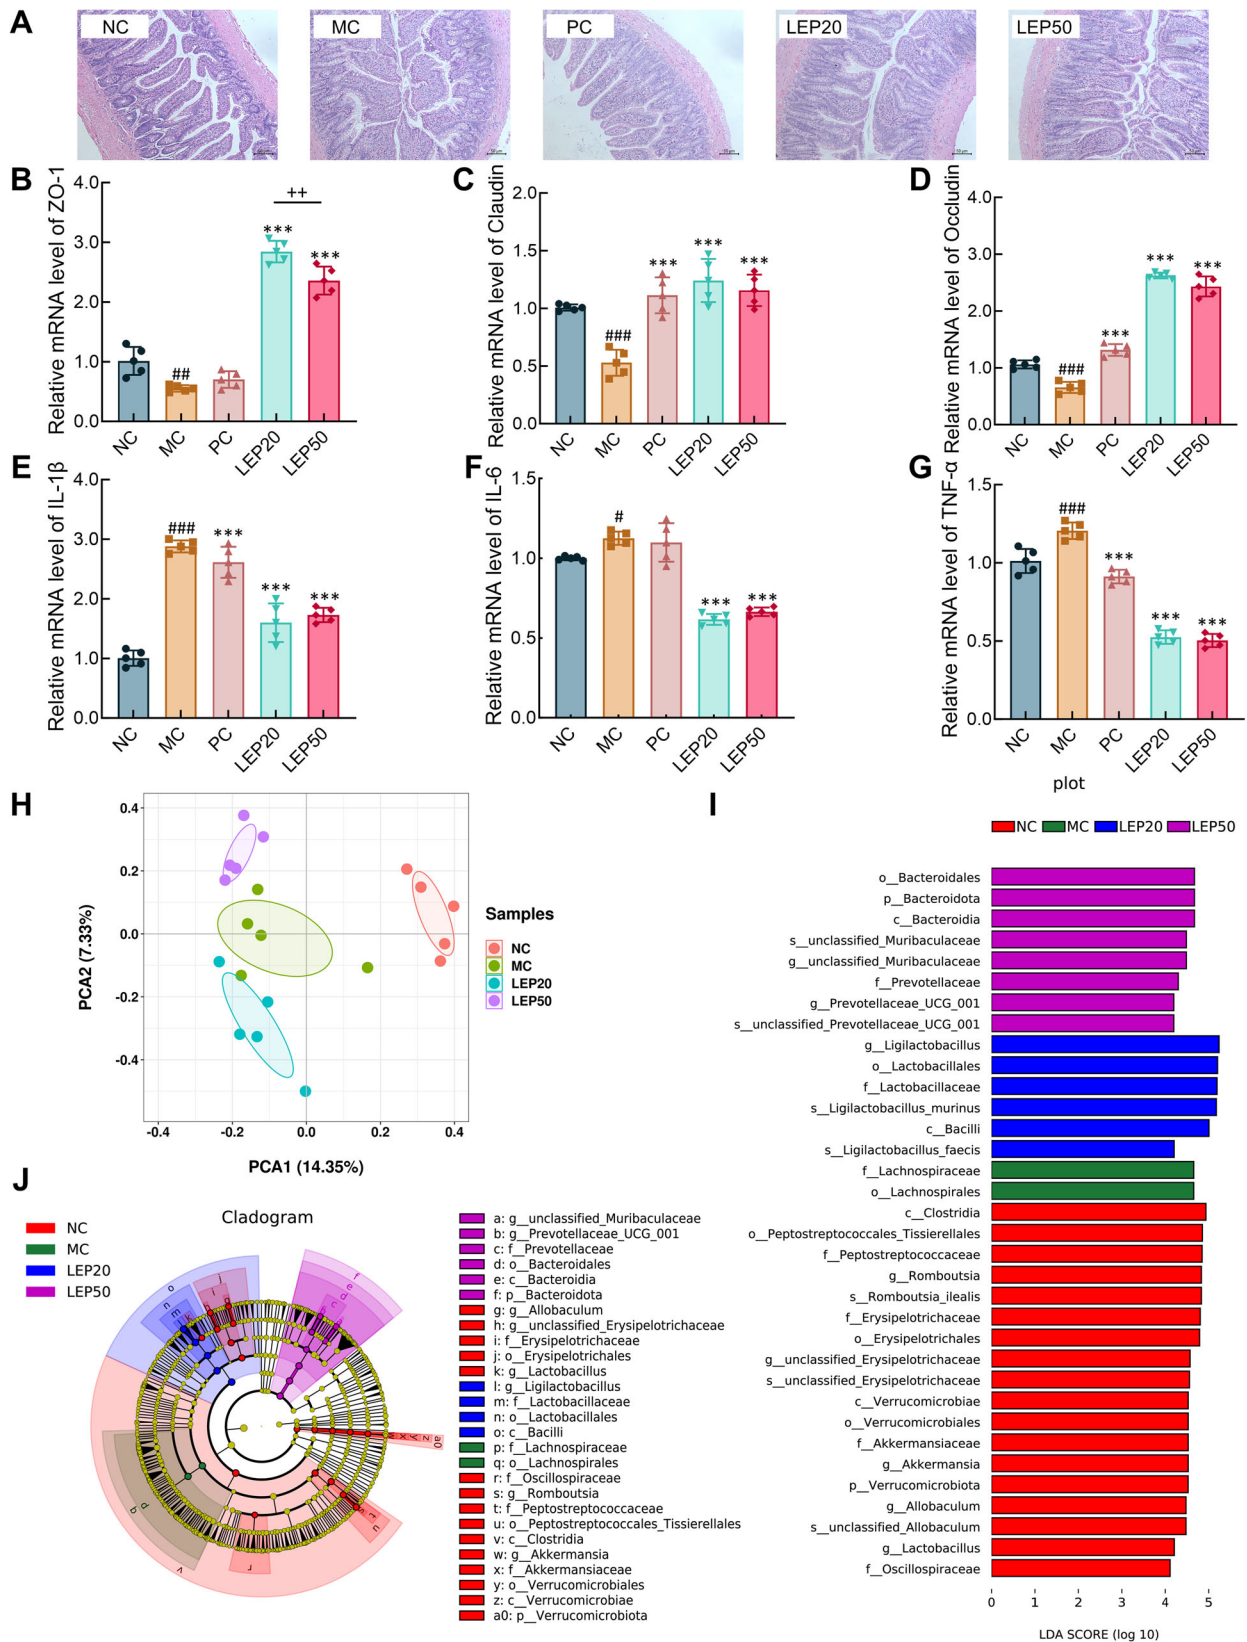 A
NC
MC
PC
LEP20
LEP50
B
Relative mRNA level of ZO-1
4.0
3.0
2.0
1.0
0.0
##
***
++
***
NC
MC
PC
LEP20
LEP50
C
Relative mRNA level of Claudin
2.0
1.5
1.0
0.5
0.0
###
***
***
***
NC
MC
PC
LEP20
LEP50
D
Relative mRNA level of Occludin
4.0
3.0
2.0
1.0
0.0
###
***
***
***
NC
MC
PC
LEP20
LEP50
E
Relative mRNA level of IL-1β
4.0
3.0
2.0
1.0
0.0
###
***
***
***
NC
MC
PC
LEP20
LEP50
F
Relative mRNA level of IL-6
1.5
1.0
0.5
0.0
#
***
***
NC
MC
PC
LEP20
LEP50
G
Relative mRNA level of TNF-α
1.5
1.0
0.5
0.0
###
***
***
***
NC
MC
PC
LEP20
LEP50
H
PCA2 (7.33%)
0.4
0.2
0.0
-0.2
-0.4
-0.4
-0.2
0.0
0.2
0.4
PCA1 (14.35%)
Samples
NC
MC
LEP20
LEP50
I
plot
NC MC LEP20 LEP50
o__Bacteroidales
p__Bacteroidota
c__Bacteroidia
s__unclassified_Muribaculaceae
g__unclassified_Muribaculaceae
f__Prevotellaceae
g__Prevotellaceae_UCG_001
s__unclassified_Prevotellaceae_UCG_001
g__Ligilactobacillus
o__Lactobacillales
f__Lactobacillaceae
s__Ligilactobacillus_murinus
c__Bacilli
s__Ligilactobacillus_faecis
f__Lachnospiraceae
o__Lachnospirales
c__Clostridia
o__Peptostreptococcales_Tissierellales
f__Peptostreptococcaceae
g__Romboutsia
s__Romboutsia_ilealis
f__Erysipelotrichaceae
o__Erysipelotrichales
g__unclassified_Erysipelotrichaceae
s__unclassified_Erysipelotrichaceae
c__Verrucomicrobiae
o__Verrucomicrobiales
f__Akkermansiaceae
g__Akkermansia
p__Verrucomicrobiota
g__Allobaculum
s__unclassified_Allobaculum
g__Lactobacillus
f__Oscillospiraceae
0 1 2 3 4 5
LDA SCORE (log 10)
J
Cladogram
NC
MC
LEP20
LEP50
o
n
m
j
i
f
e
d
c
a0
z
y
x
w
u
t
r
v
q
p
a: g__unclassified_Muribaculaceae
b: g__Prevotellaceae_UCG_001
c: f__Prevotellaceae
d: o__Bacteroidales
e: c__Bacteroidia
f: p__Bacteroidota
g: g__Allobaculum
h: g__unclassified_Erysipelotrichaceae
i: f__Erysipelotrichaceae
j: o__Erysipelotrichales
k: g__Lactobacillus
l: g__Ligilactobacillus
m: f__Lactobacillaceae
n: o__Lactobacillales
o: c__Bacilli
p: f__Lachnospiraceae
q: o__Lachnospirales
r: f__Oscillospiraceae
s: g__Romboutsia
t: f__Peptostreptococcaceae
u: o__Peptostreptococcales_Tissierellales
v: c__Clostridia
w: g__Akkermansia
x: f__Akkermansiaceae
y: o__Verrucomicrobiales
z: c__Verrucomicrobiae
a0: p__Verrucomicrobiota